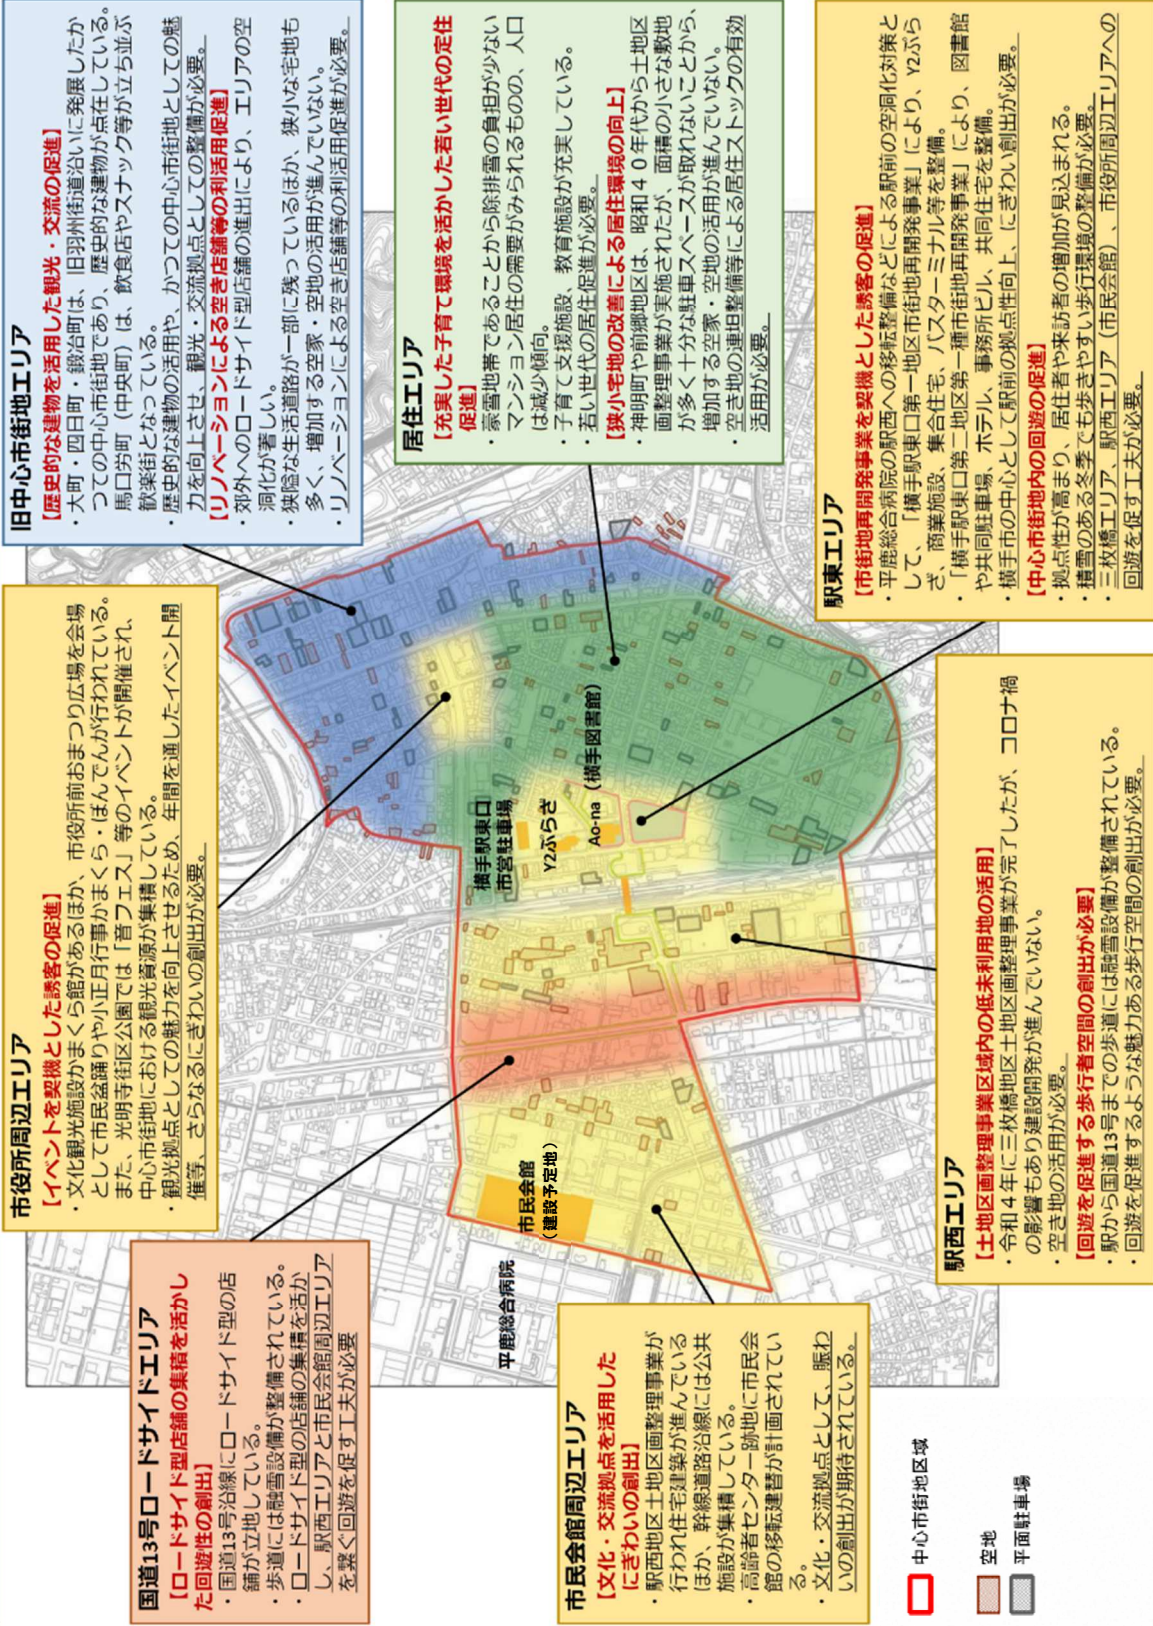 市役所周辺エリア
【イベントを契機とした誘客の促進】
・文化観光施設かまくら館があるほか、市役所前おまつり広場を会場
として市民盆踊りや小正月行事かまくら・ぼんでんが行われている。
また、光明寺街区公園では「音フェス」等のイベントが開催され、
中心市街地における観光資源が集積している。
・観光拠点としての魅力を向上させるため、年間を通したイベント開
催等、さらなるにぎわいの創出が必要。
旧中心市街地エリア
【歴史的な建物を活用した観光・交流の促進】
・大町・四日町・鍛冶町は、旧羽州街道沿いに発展したか
つての中心市街地であり、歴史的な建物が点在している。
馬口労町（中央町）は、飲食店やスナック等が立ち並ぶ
歓楽街となっている。
・歴史的な建物の活用や、かつての中心市街地としての魅
力を向上させ、観光・交流拠点としての整備が必要。
【リノベーションによる空き店舗等の利活用促進】
・郊外へのロードサイド型店舗の進出により、エリアの空
洞化が著しい。
・狭隘な生活道路が一部に残っているほか、狭小な宅地も
多く、増加する空家・空地の活用が進んでいない。
・リノベーションによる空き店舗等の利活用促進が必要。
国道13号ロードサイドエリア
【ロードサイド型店舗の集積を活かし
た回遊性の創出】
・国道13号沿線にロードサイド型の店
舗が立地している。
・歩道には融雪設備が整備されている。
・ロードサイド型の店舗の集積を活か
し、駅西エリアと市民会館周辺エリア
を繋ぐ回遊を促す工夫が必要
居住エリア
【充実した子育て環境を活かした若い世代の定住
促進】
・豪雪地帯であることから除排雪の負担が少ない
マンション居住の需要がみられるものの、人口
は減少傾向。
・子育て支援施設、教育施設が充実している。
・若い世代の居住促進が必要。
【狭小宅地の改善による居住環境の向上】
・神明町や前郷地区は、昭和４０年代から土地区
画整理事業が実施されたが、面積の小さな敷地
が多く十分な駐車スペースが取れないことから、
増加する空家・空地の活用が進んでいない。
・空き地の連担整備等による居住ストックの有効
活用が必要。
横手駅東口
市営駐車場
Y2ぷらざ
Ao-na（横手図書館）
市民会館
（建設予定地）
平鹿総合病院
市民会館周辺エリア
【文化・交流拠点を活用した
にぎわいの創出】
・駅西地区土地区画整理事業が
行われ住宅建築が進んでいる
ほか、幹線道路沿線には公共
施設が集積している。
・高齢者センター跡地に市民会
館の移転建替が計画されてい
る。
・文化・交流拠点として、賑わ
いの創出が期待されている。
駅東エリア
【市街地再開発事業を契機とした誘客の促進】
・平鹿総合病院の駅西への移転整備などによる駅前の空洞化対策と
して、「横手駅東口第一地区市街地再開発事業」により、Y2ぷら
ざ、商業施設、集合住宅、バスターミナル等を整備。
・「横手駅東口第二地区第一種市街地再開発事業」により、図書館
や共同駐車場、ホテル、事務所ビル、共同住宅を整備。
・横手市の中心として駅前の拠点性向上、にぎわい創出が必要。
【中心市街地内の回遊の促進】
・拠点性が高まり、居住者や来訪者の増加が見込まれる。
・積雪のある冬季でも歩きやすい歩行環境の整備が必要。
・三枚橋エリア、駅西エリア（市民会館）、市役所周辺エリアへの
回遊を促す工夫が必要。
駅西エリア
【土地区画整理事業区域内の低未利用地の活用】
・令和４年に三枚橋地区土地区画整理事業が完了したが、コロナ禍
の影響もあり建設開発が進んでいない。
・空き地の活用が必要。
【回遊を促進する歩行者空間の創出が必要】
・駅から国道13号までの歩道には融雪設備が整備されている。
・回遊を促進するような魅力ある歩行空間の創出が必要。
中心市街地区域
空地
平面駐車場